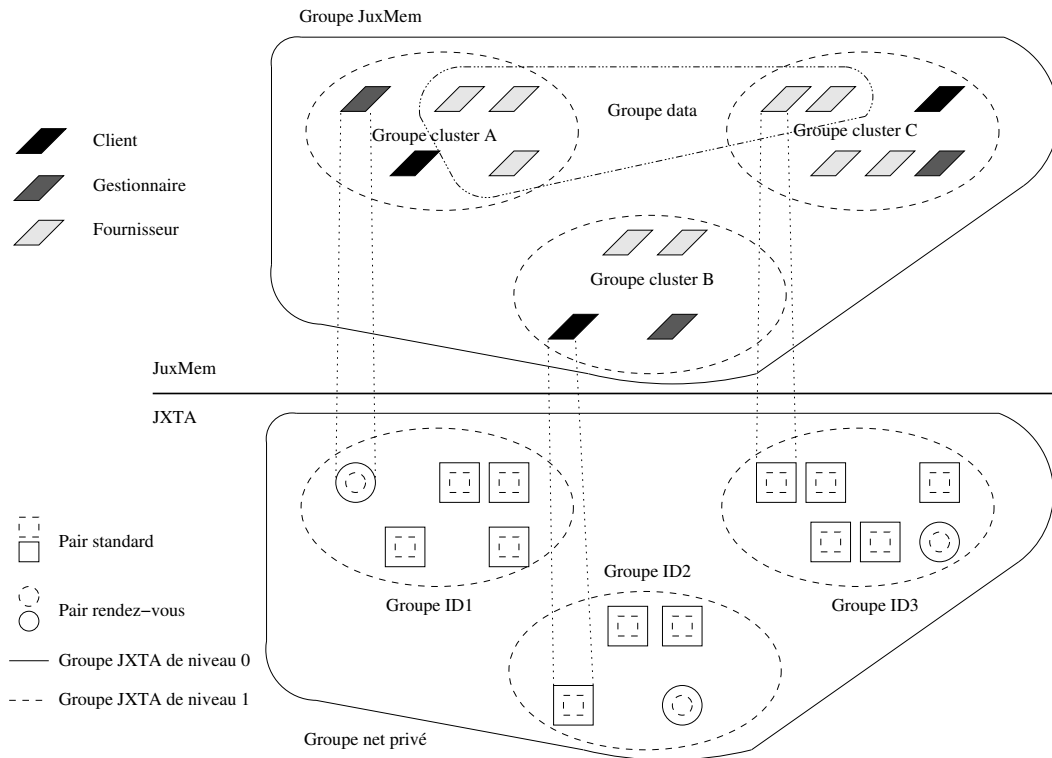 Groupe JuxMem
Groupe data
Groupe cluster A
Groupe cluster C
Client
Gestionnaire
Fournisseur
Groupe cluster B
JuxMem
JXTA
Pair standard
Groupe ID2
Groupe ID1
Groupe ID3
Pair rendez−vous
Groupe JXTA de niveau 0
Groupe JXTA de niveau 1
Groupe net privé